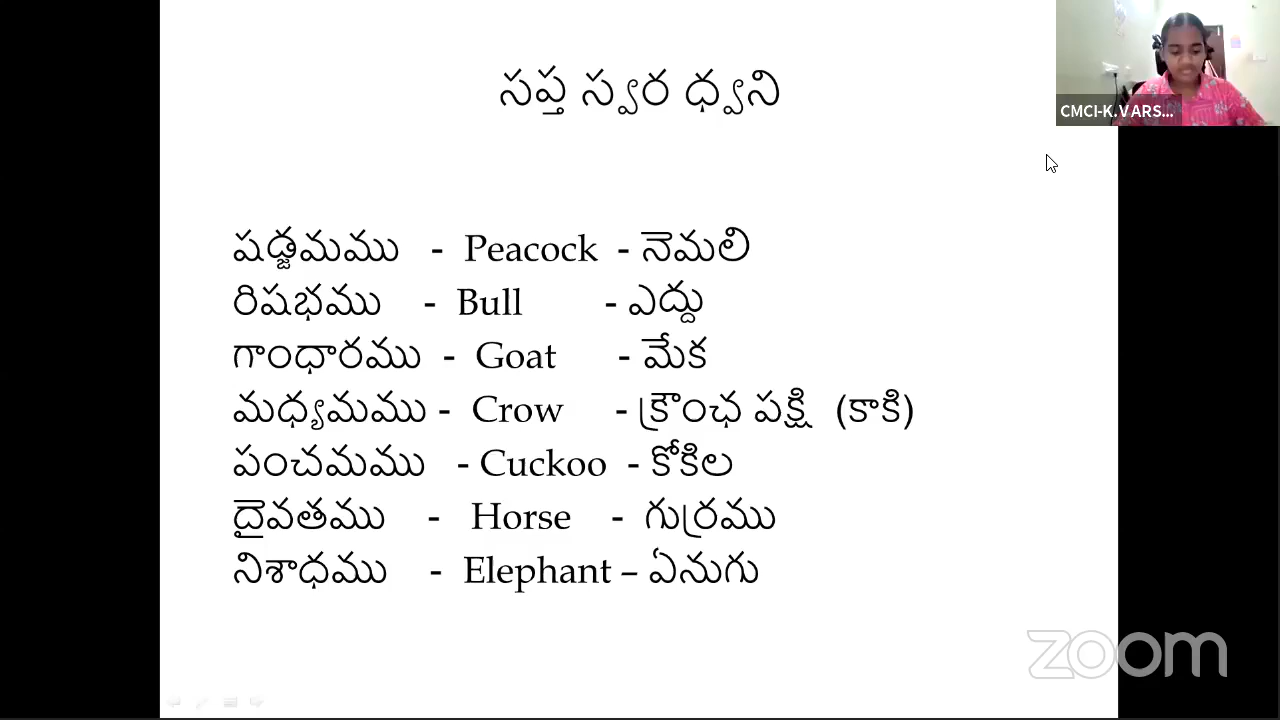 సప్త స్వర ధ్వని
CMCI-K.VARS...
షడ్జమము - Peacock - నెమలి
రిషభము - Bull - ఎద్దు
గాంధారము - Goat - మేక
మధ్యమము - Crow - క్రౌంఛ పక్షి (కాకి)
పంచమము - Cuckoo - కోకిల
దైవతము - Horse - గుర్రము
నిశాధము - Elephant – ఏనుగు
zoom